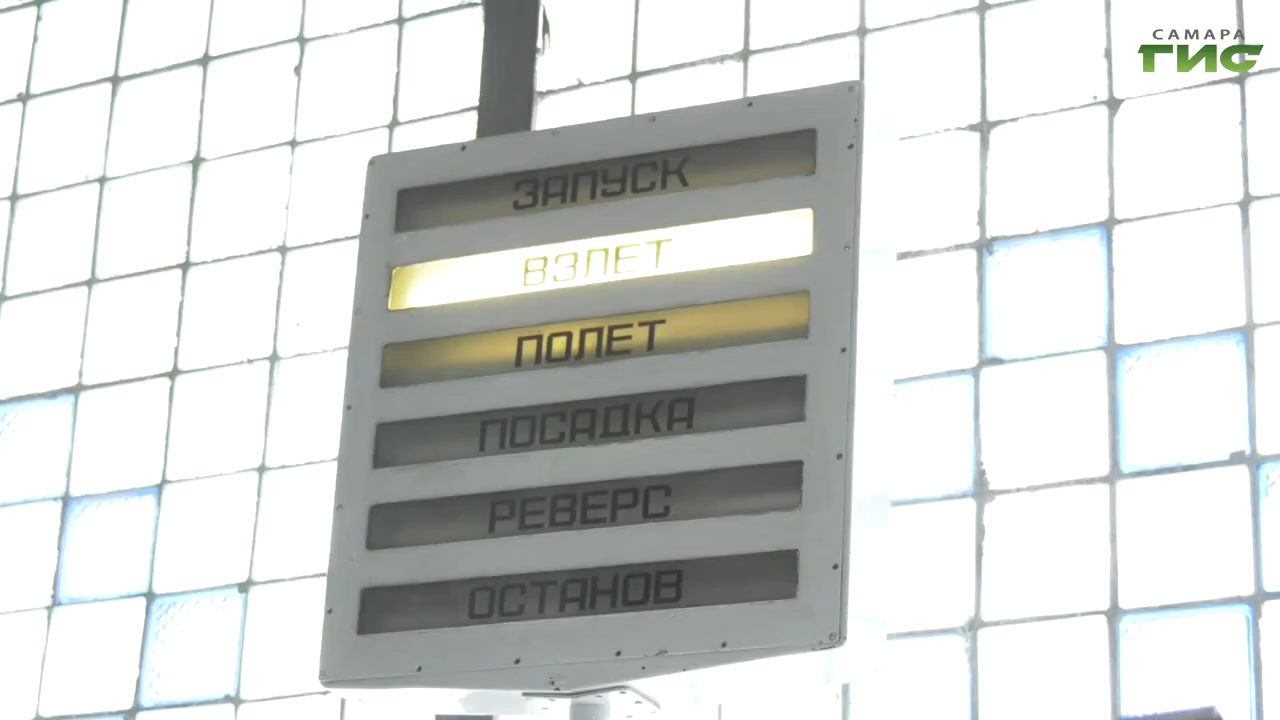 САМАРА
ГИС
ЗАПУСК
ВЗЛЕТ
ПОЛЕТ
ПОСАДКА
РЕВЕРС
ОСТАНОВ